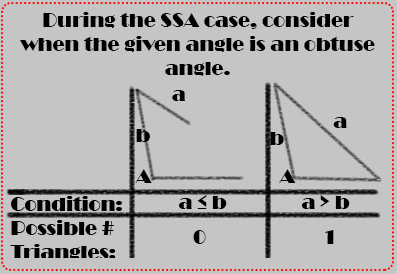 During the SSA case, consider
when the given angle is an obtuse
angle.
a
a
b
b
A
A
Condition: a ≤ b a > b
Possible # 
Triangles: 0 1